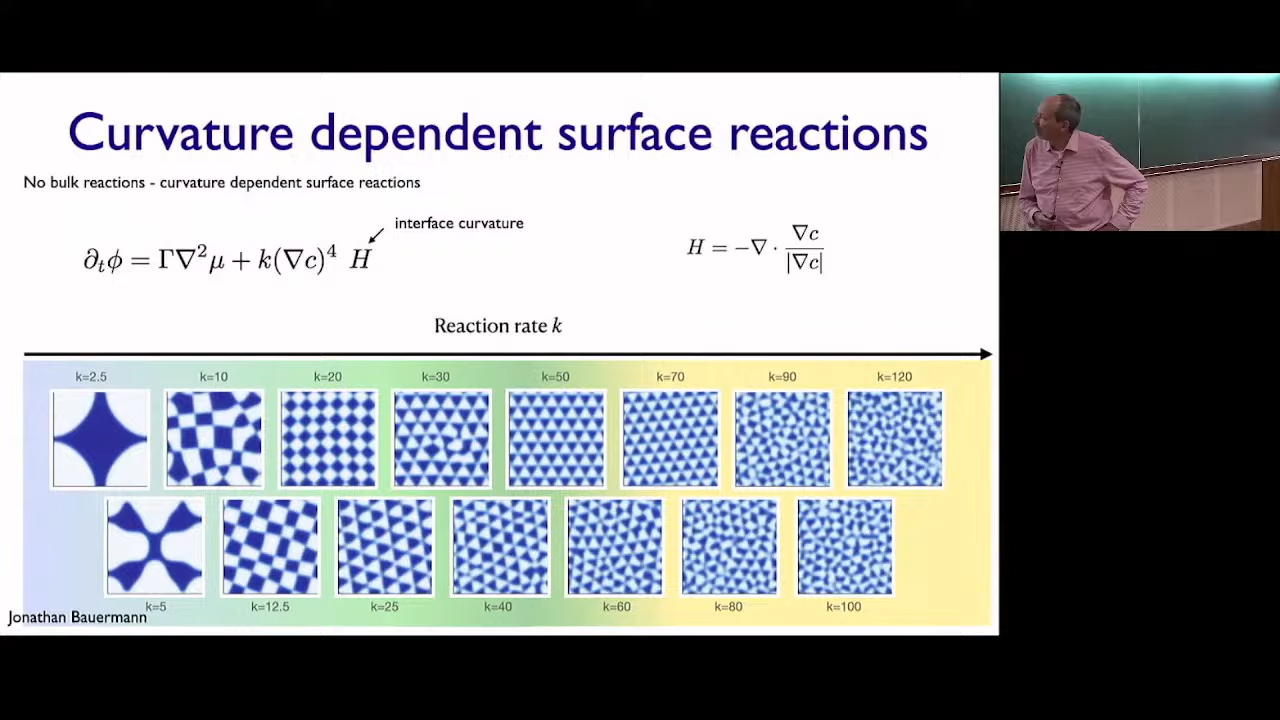 Curvature dependent surface reactions
No bulk reactions - curvature dependent surface reactions
interface curvature
∂ₜϕ = Γ∇²μ + k(∇c)⁴ H
H = −∇ · ∇c / |∇c|
Reaction rate k
k=2.5 k=10 k=20 k=30 k=50 k=70 k=90 k=120
k=5 k=12.5 k=25 k=40 k=60 k=80 k=100
Jonathan Bauermann